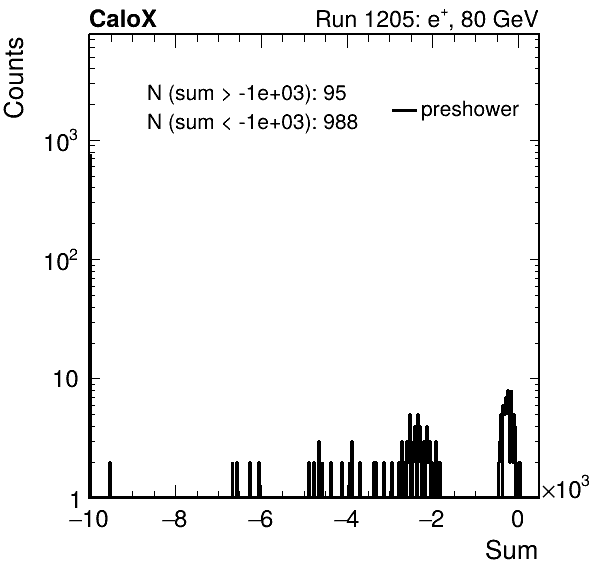 CaloX Run 1205: e⁺, 80 GeV
Counts
N (sum > -1e+03): 95
N (sum < -1e+03): 988
preshower
10³
10²
10
1
−10 −8 −6 −4 −2 0 ×10³
Sum